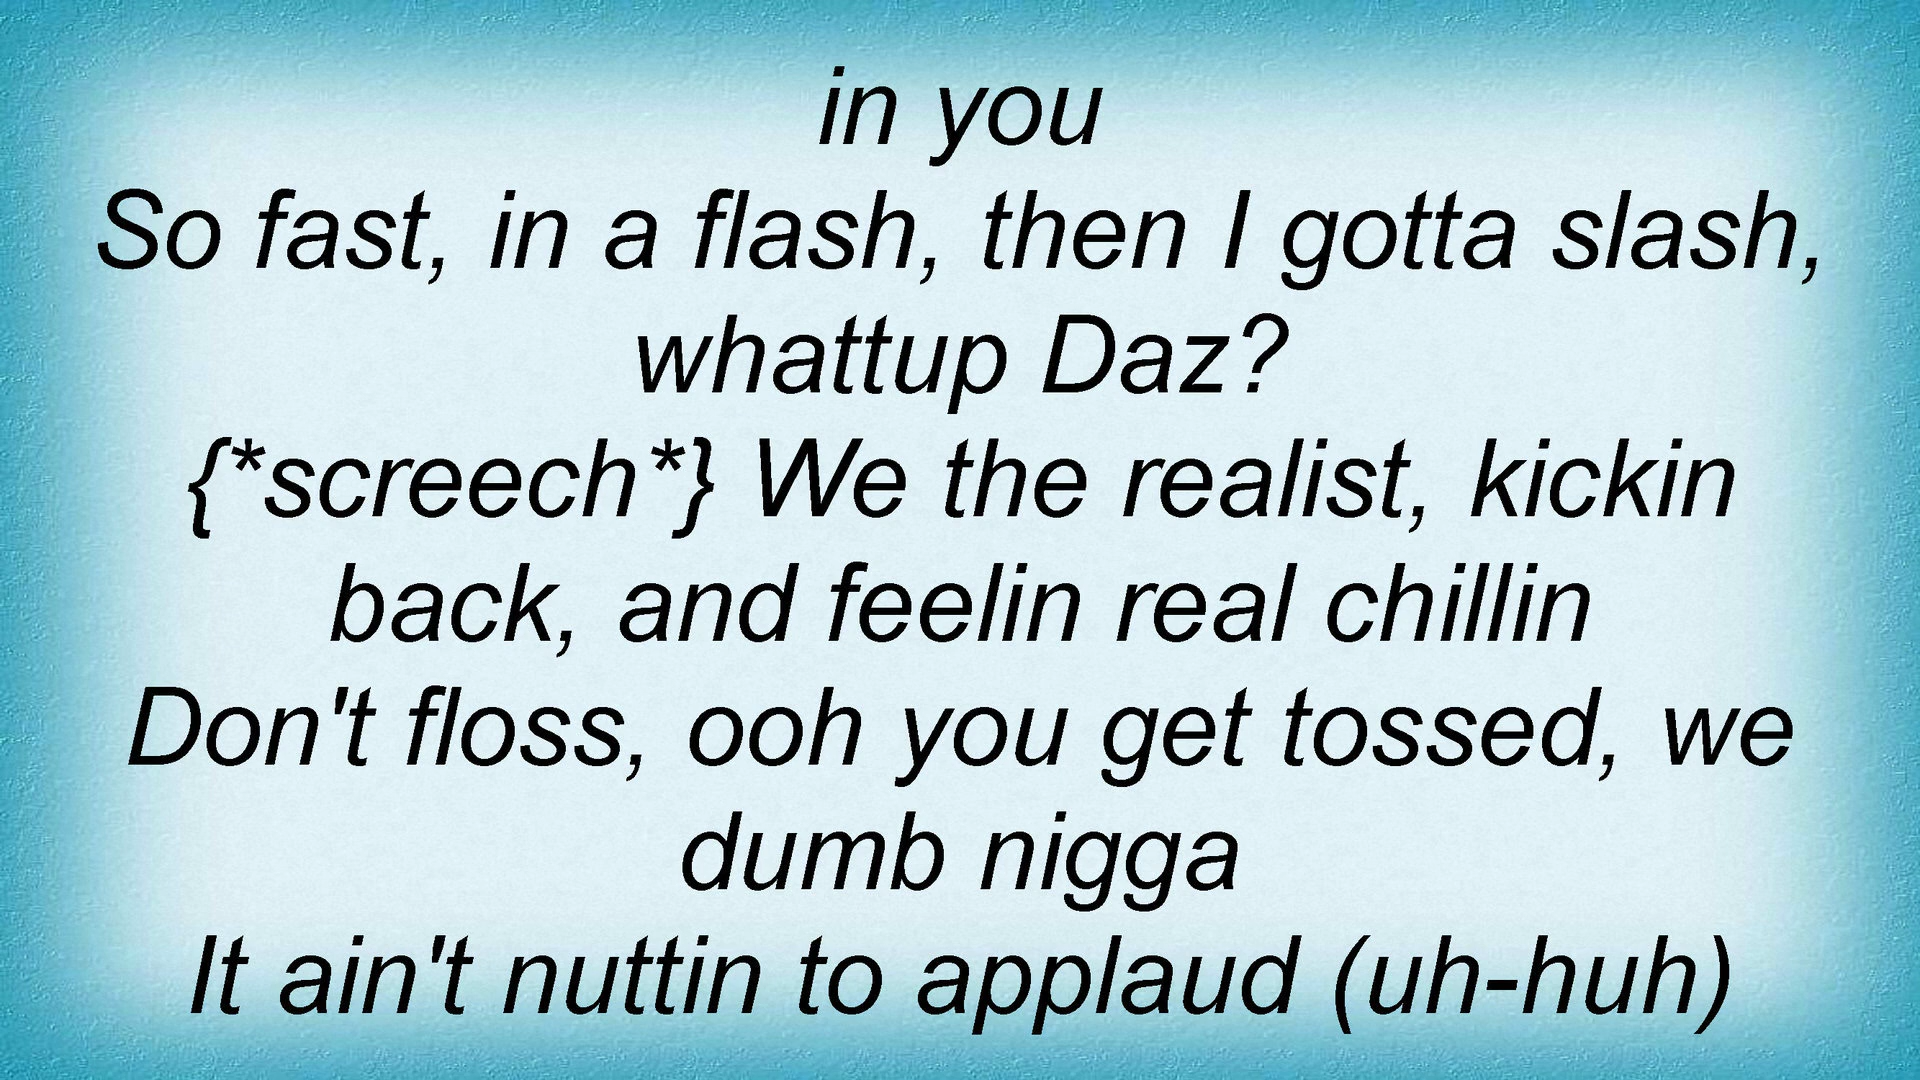 in you
So fast, in a flash, then I gotta slash,
whattup Daz?
{*screech*} We the realist, kickin
back, and feelin real chillin
Don't floss, ooh you get tossed, we
dumb nigga
It ain't nuttin to applaud (uh-huh)